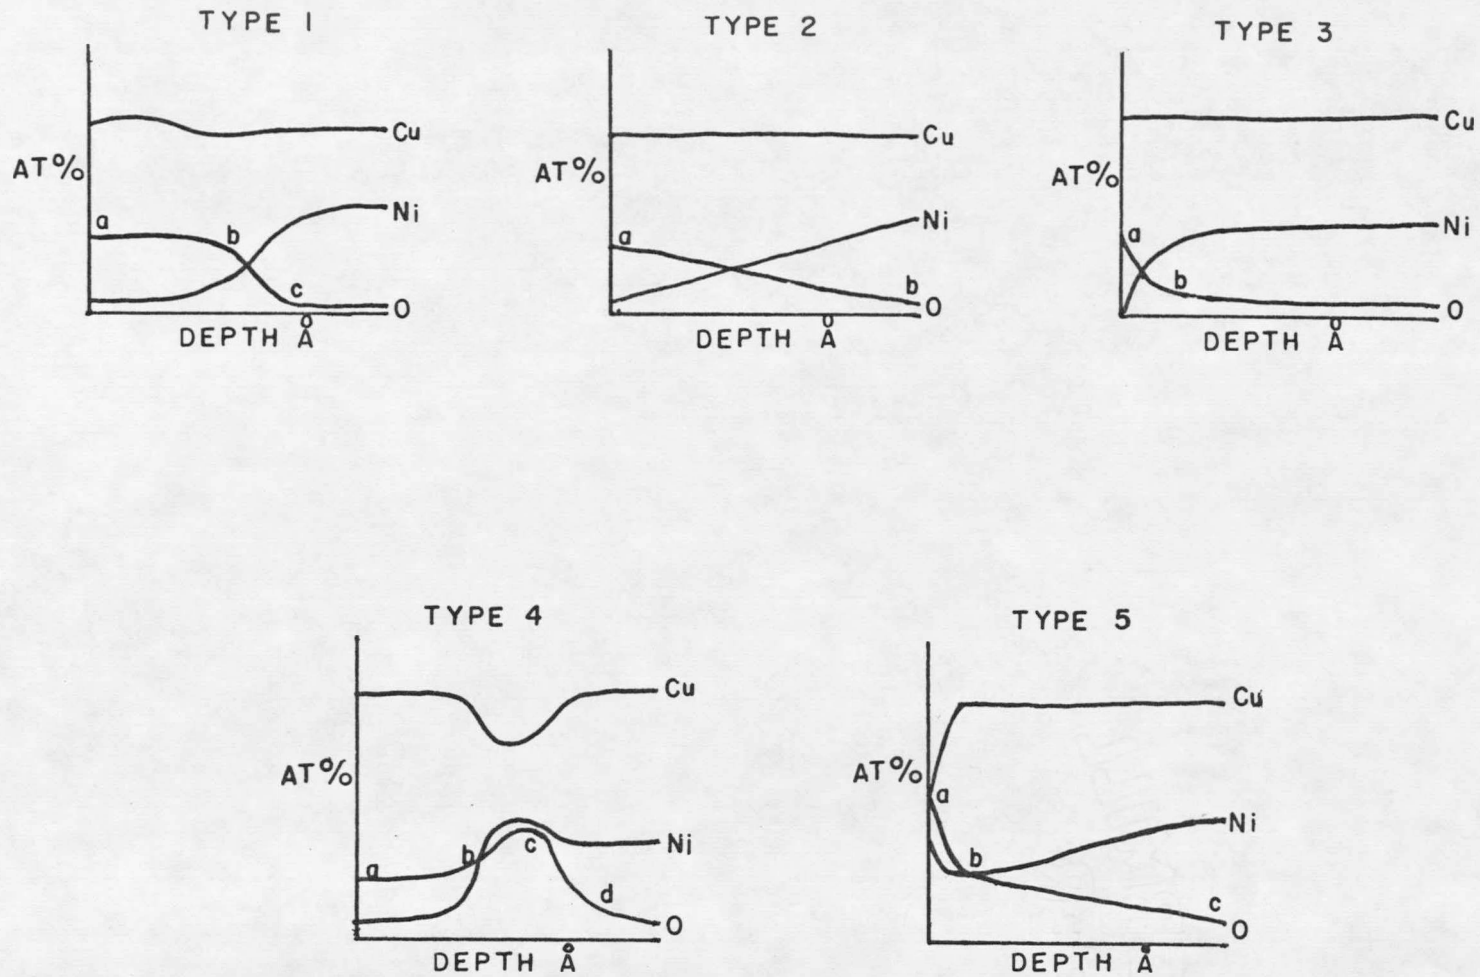 TYPE 1
Cu
AT%
a
b
Ni
c
O
DEPTH Å
TYPE 2
Cu
AT%
a
Ni
b
O
DEPTH Å
TYPE 3
Cu
AT%
a
Ni
b
O
DEPTH Å
TYPE 4
Cu
AT%
a
b
c
Ni
d
O
DEPTH Å
TYPE 5
Cu
AT%
a
b
Ni
c
O
DEPTH Å